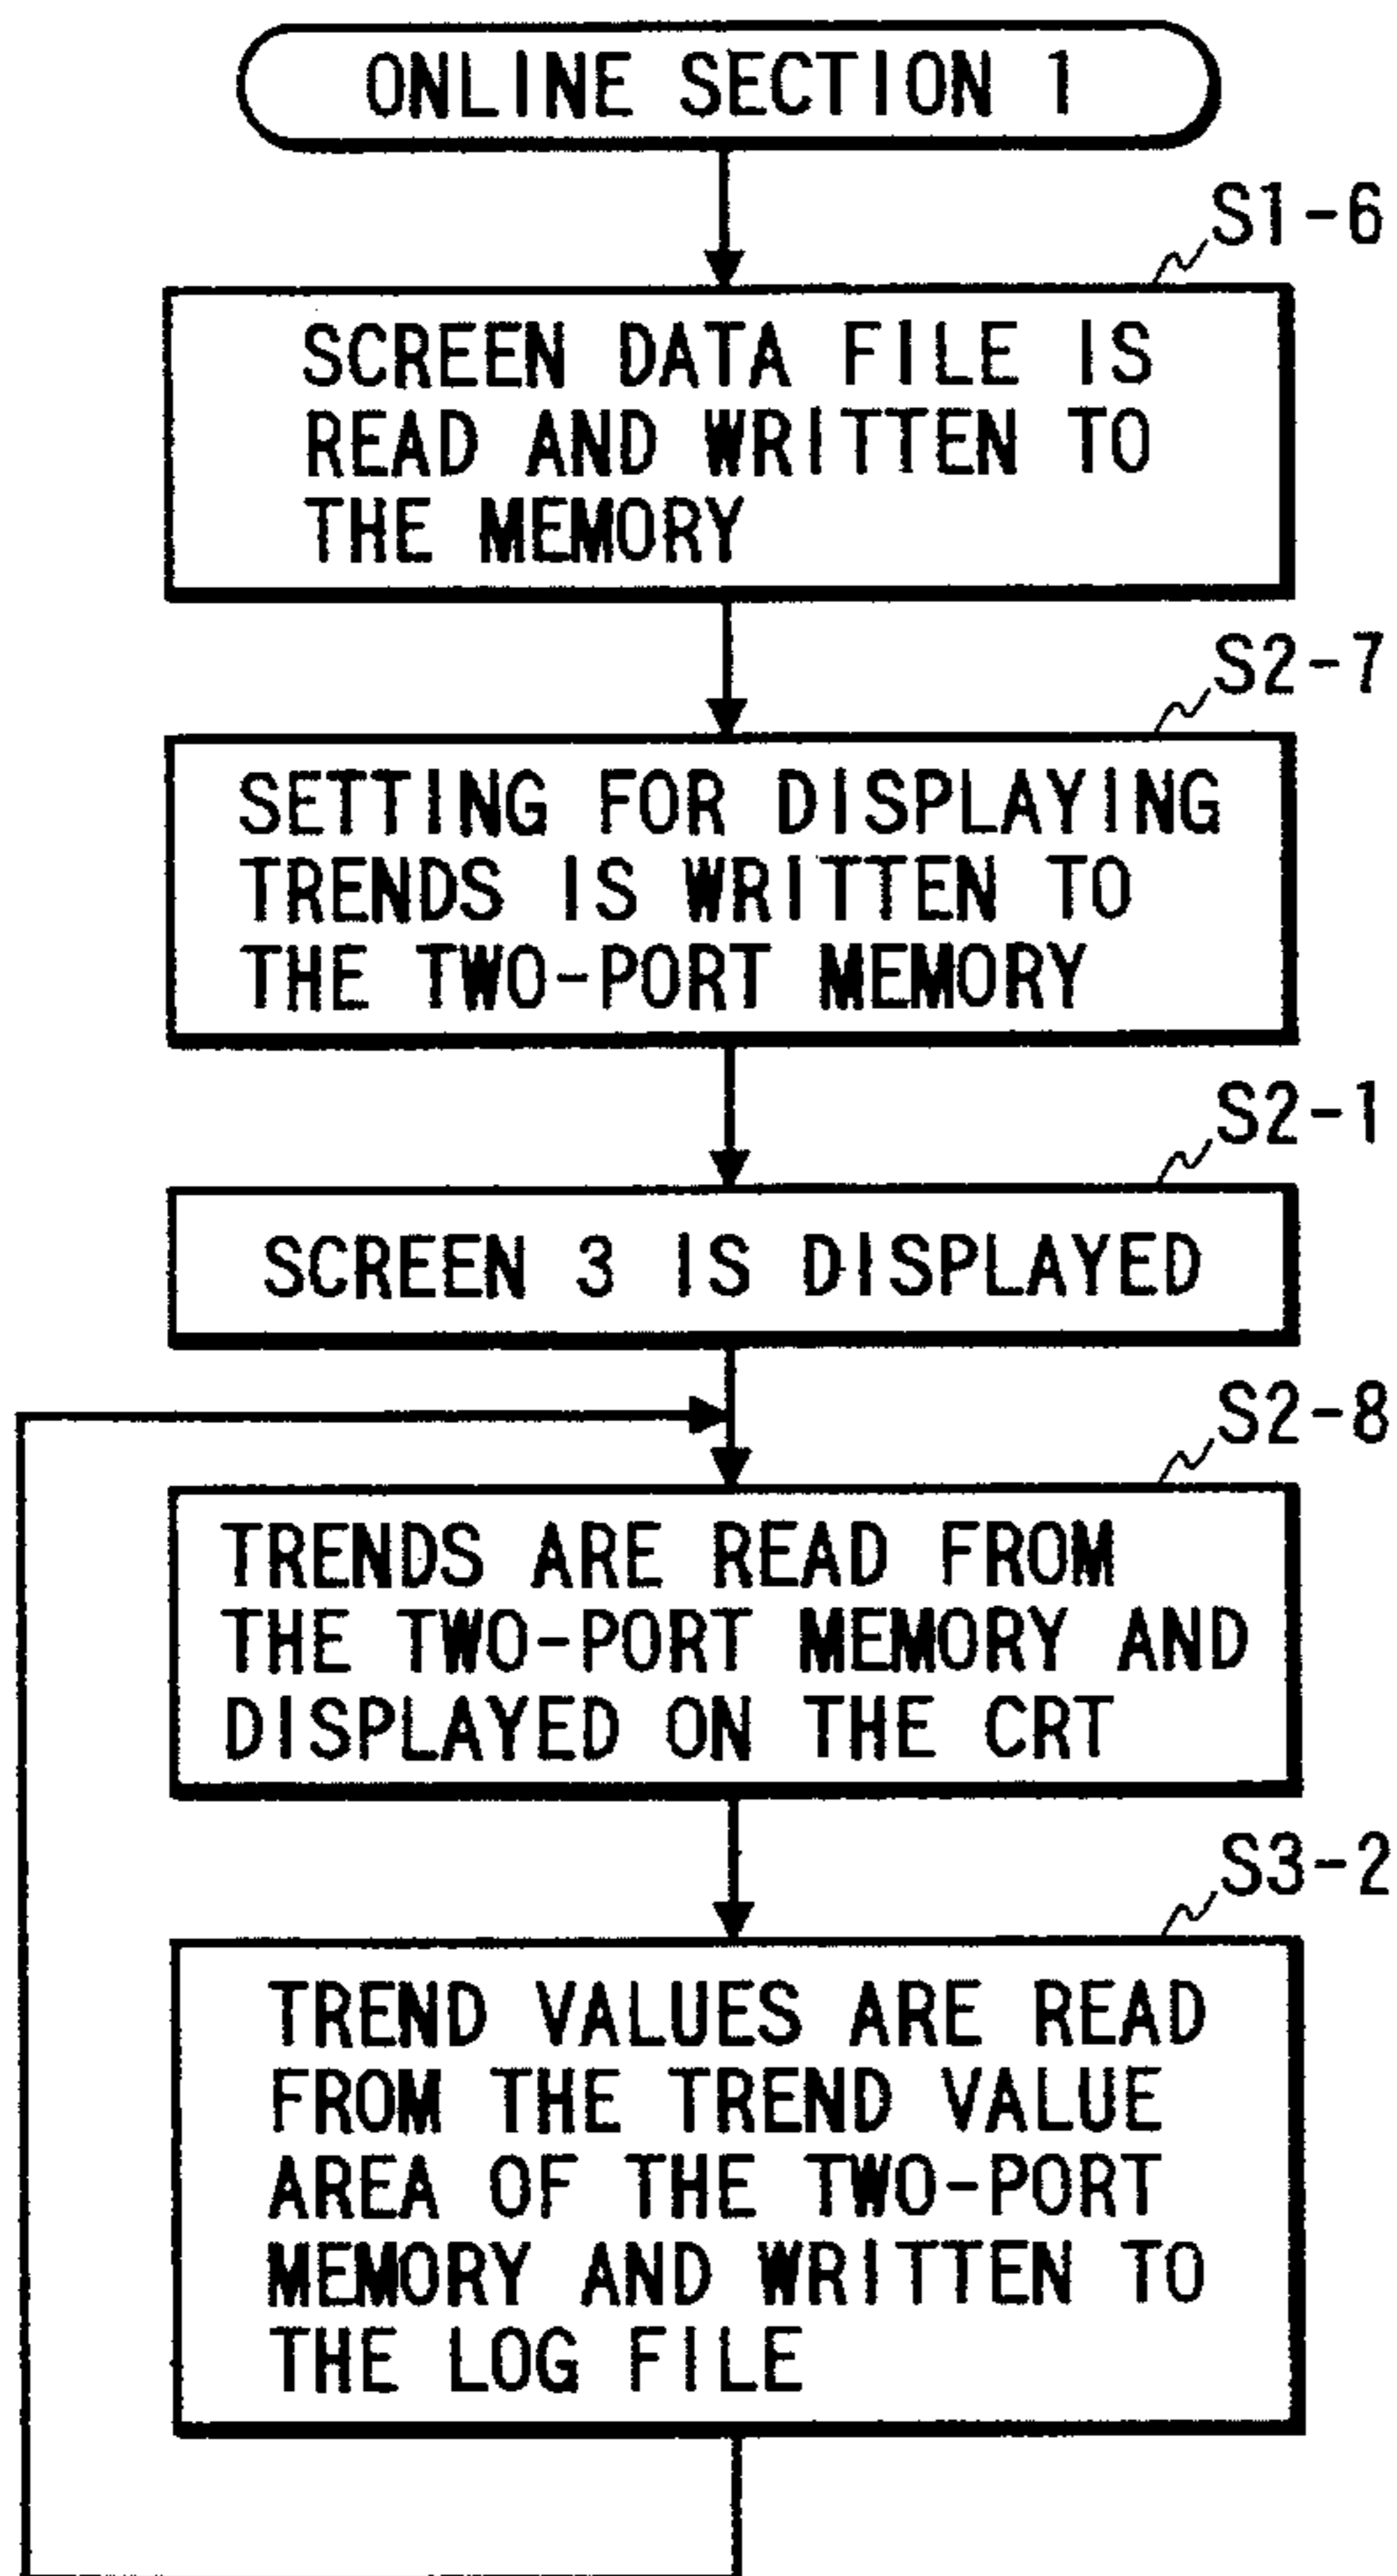 ONLINE SECTION 1
S1-6
SCREEN DATA FILE IS
READ AND WRITTEN TO
THE MEMORY
S2-7
SETTING FOR DISPLAYING
TRENDS IS WRITTEN TO
THE TWO-PORT MEMORY
S2-1
SCREEN 3 IS DISPLAYED
S2-8
TRENDS ARE READ FROM
THE TWO-PORT MEMORY AND
DISPLAYED ON THE CRT
S3-2
TREND VALUES ARE READ
FROM THE TREND VALUE
AREA OF THE TWO-PORT
MEMORY AND WRITTEN TO
THE LOG FILE